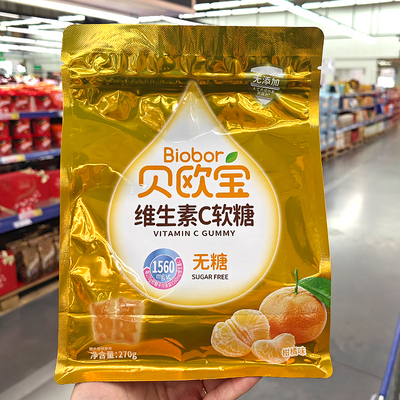 无添加
Biobor
贝欧宝
维生素C软糖
VITAMIN C GUMMY
1560
无糖
SUGAR FREE
柑橘味
净含量:270g